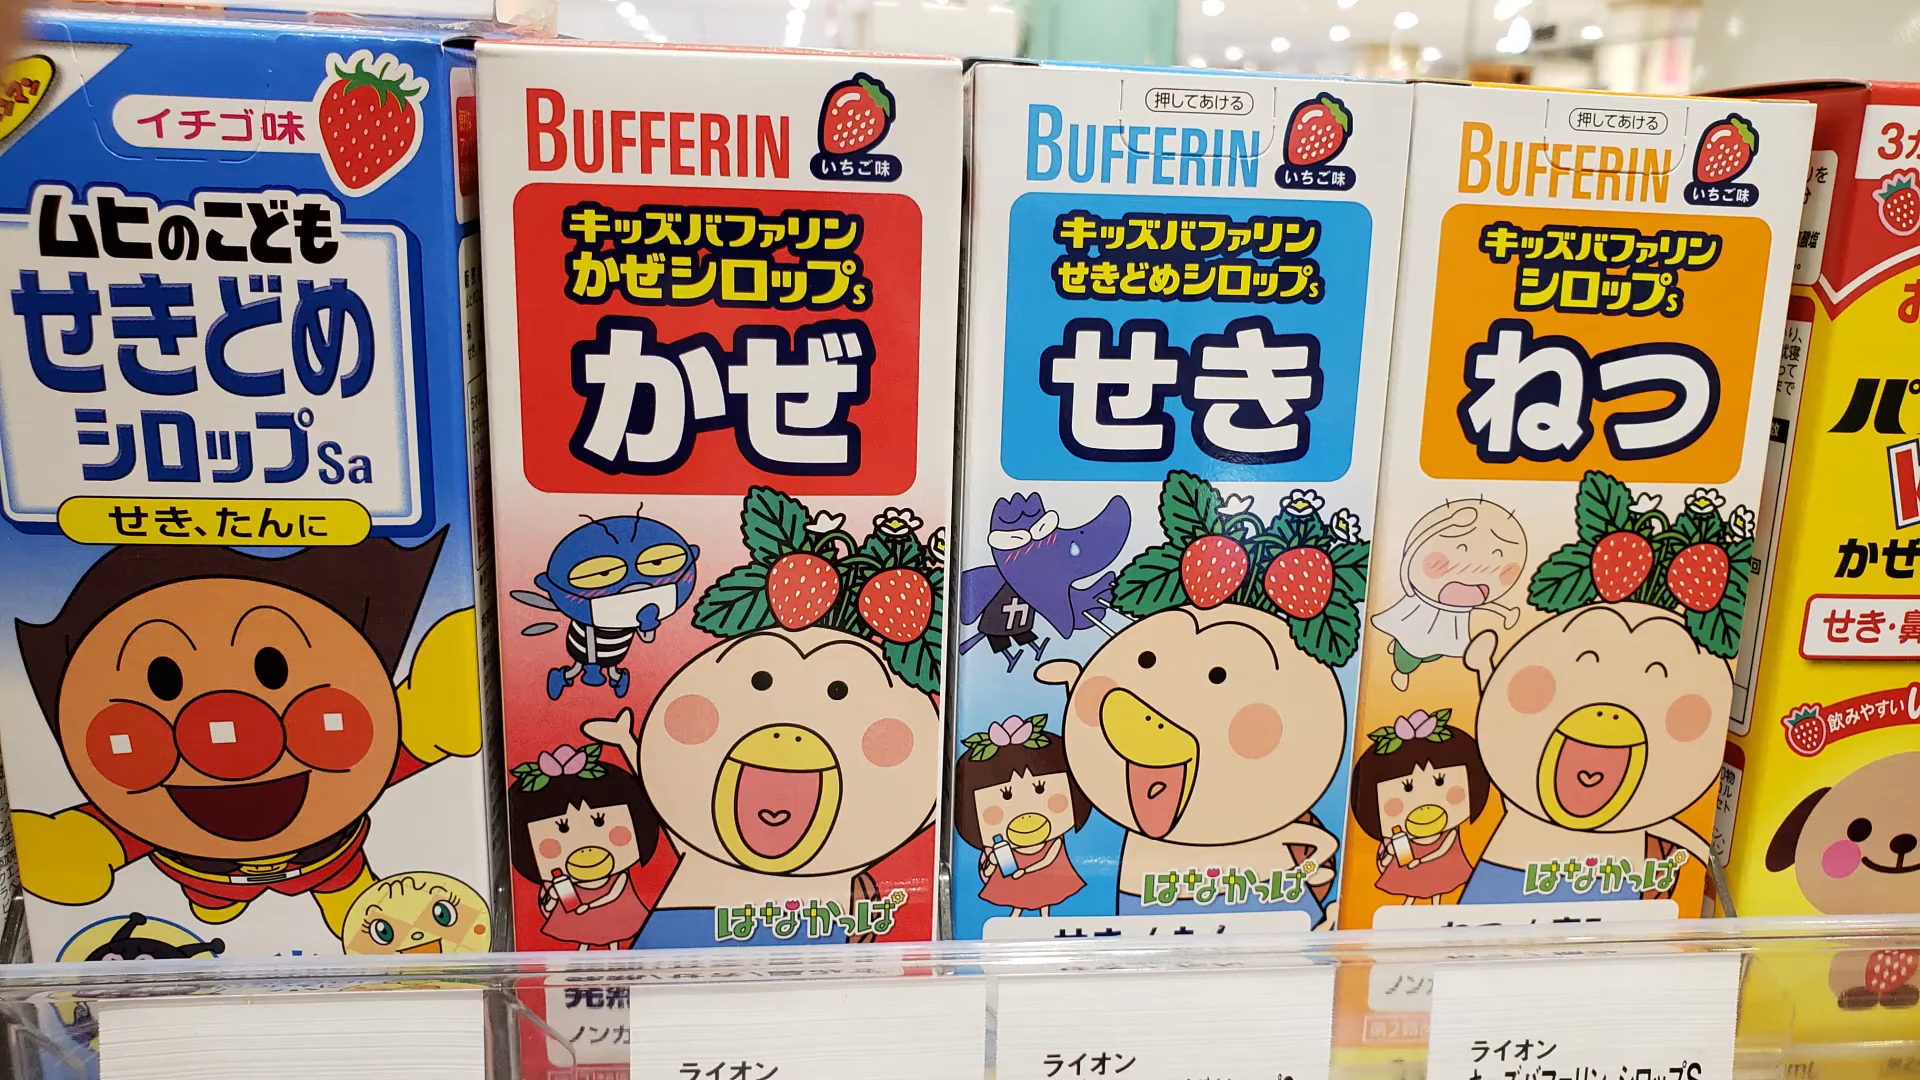 イチゴ味
ムヒのこども
せきどめ
シロップSa
せき、たんに
BUFFERIN
いちご味
キッズバファリン
かぜシロップS
かぜ
はなかっぱ
押してあける
BUFFERIN
いちご味
キッズバファリン
せきどめシロップS
せき
カ
はなかっぱ
押してあける
BUFFERIN
いちご味
キッズバファリン
シロップS
ねつ
はなかっぱ
かぜ
せき・鼻
飲みやすい
ノンカ
ライオン
ライオン
ライオン
キッズバファリン シロップS